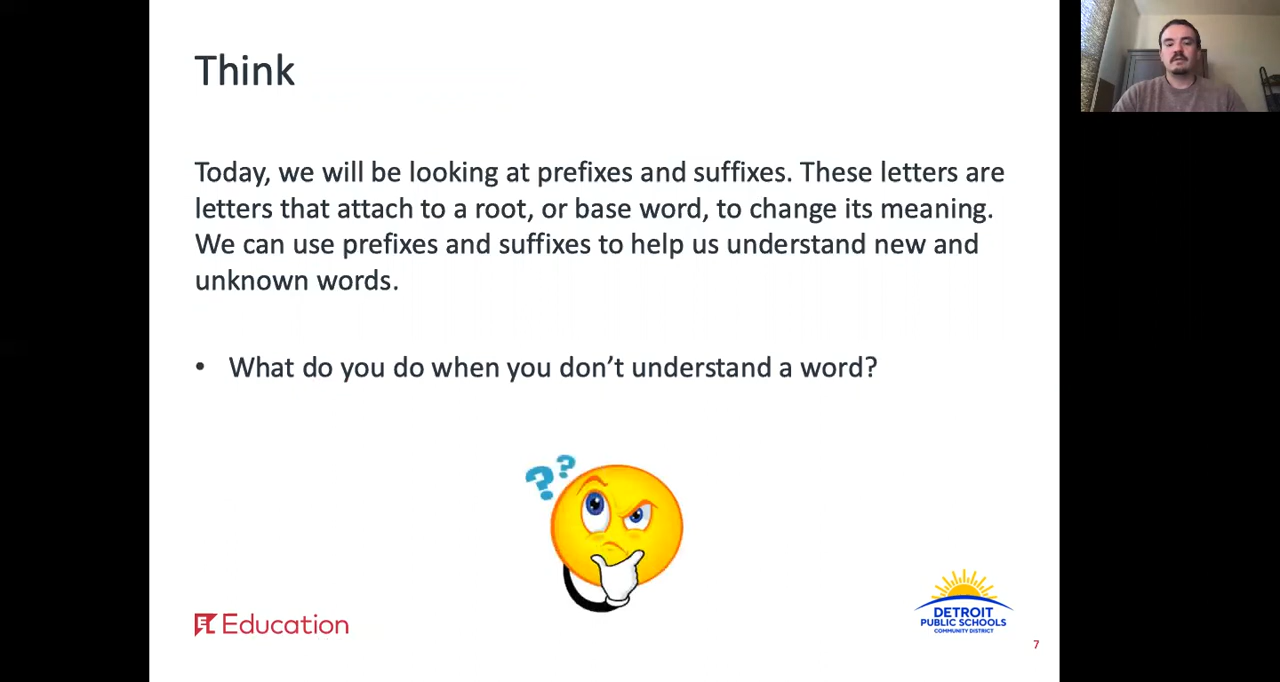 Think
Today, we will be looking at prefixes and suffixes. These letters are
letters that attach to a root, or base word, to change its meaning.
We can use prefixes and suffixes to help us understand new and
unknown words.
• What do you do when you don’t understand a word?
??
EL Education
DETROIT
PUBLIC SCHOOLS
COMMUNITY DISTRICT
7